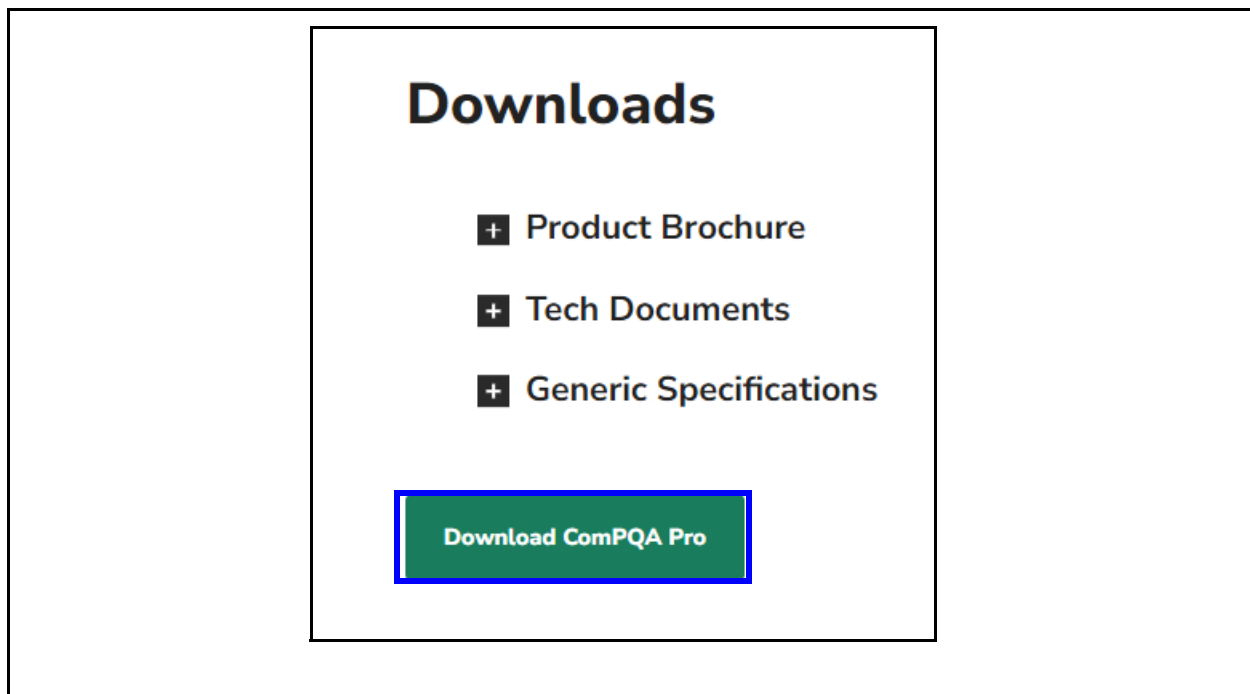 Downloads
Product Brochure
Tech Documents
Generic Specifications
Download ComPQA Pro